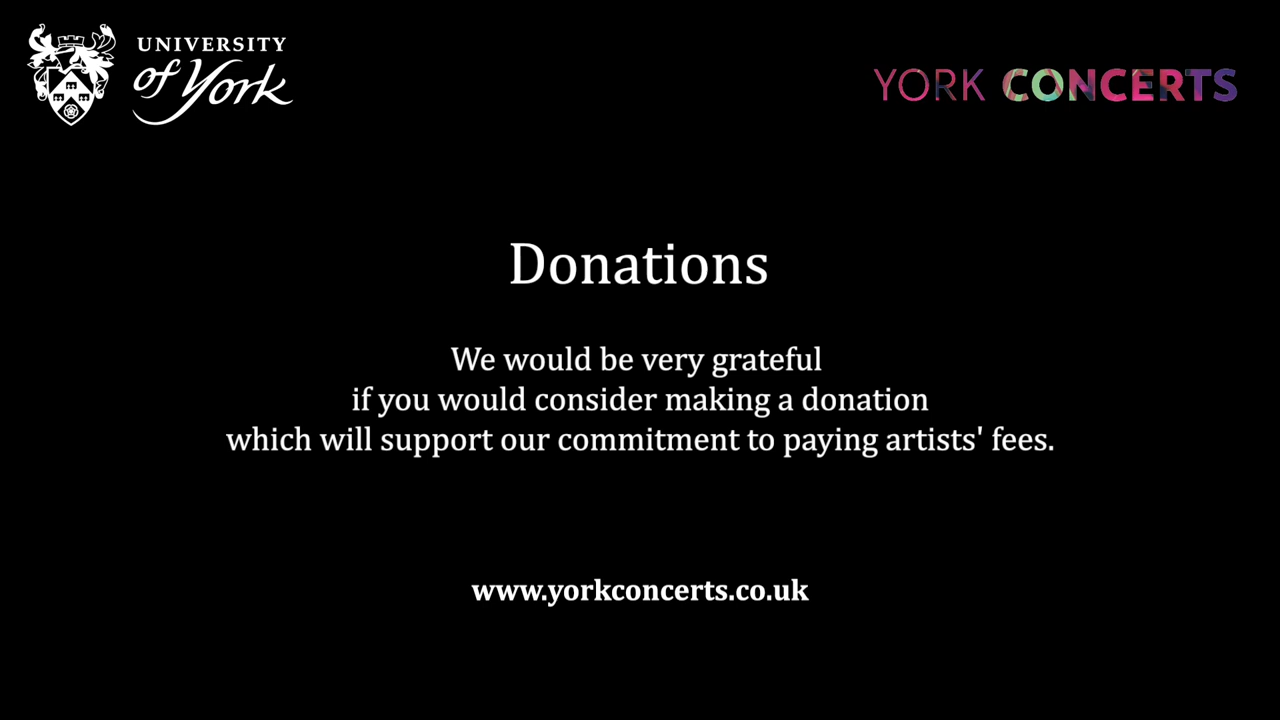 UNIVERSITY
of York
YORK CONCERTS
Donations
We would be very grateful
if you would consider making a donation
which will support our commitment to paying artists' fees.
www.yorkconcerts.co.uk